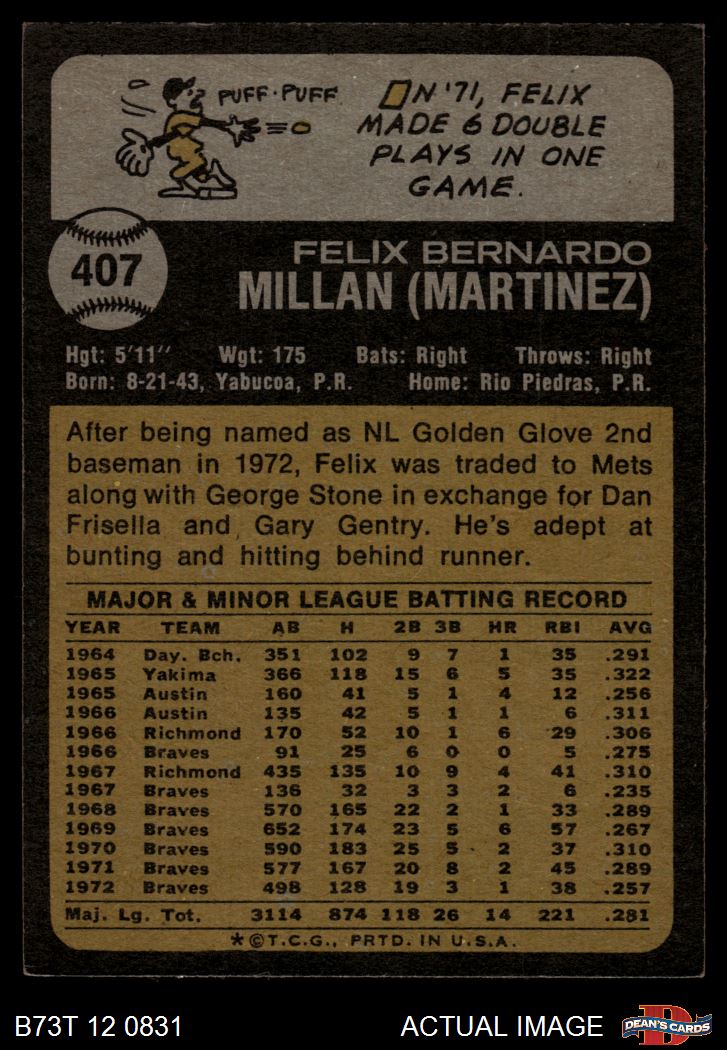 PUFF·PUFF
ON '71, FELIX
MADE 6 DOUBLE
PLAYS IN ONE
GAME.
407
FELIX BERNARDO
MILLAN (MARTINEZ)
Hgt: 5'11" Wgt: 175 Bats: Right Throws: Right
Born: 8-21-43, Yabucoa, P.R. Home: Rio Piedras, P.R.
After being named as NL Golden Glove 2nd
baseman in 1972, Felix was traded to Mets
along with George Stone in exchange for Dan
Frisella and Gary Gentry. He's adept at
bunting and hitting behind runner.
MAJOR & MINOR LEAGUE BATTING RECORD
YEAR TEAM AB H 2B 3B HR RBI AVG
1964 Day. Bch. 351 102 9 7 1 35 .291
1965 Yakima 366 118 15 6 5 35 .322
1965 Austin 160 41 5 1 4 12 .256
1966 Austin 135 42 5 1 1 6 .311
1966 Richmond 170 52 10 1 6 29 .306
1966 Braves 91 25 6 0 0 5 .275
1967 Richmond 435 135 10 9 4 41 .310
1967 Braves 136 32 3 3 2 6 .235
1968 Braves 570 165 22 2 1 33 .289
1969 Braves 652 174 23 5 6 57 .267
1970 Braves 590 183 25 5 2 37 .310
1971 Braves 577 167 20 8 2 45 .289
1972 Braves 498 128 19 3 1 38 .257
Maj. Lg. Tot. 3114 874 118 26 14 221 .281
*©T.C.G., PRTD. IN U.S.A.
B73T 12 0831 ACTUAL IMAGE D DEAN'S CARDS